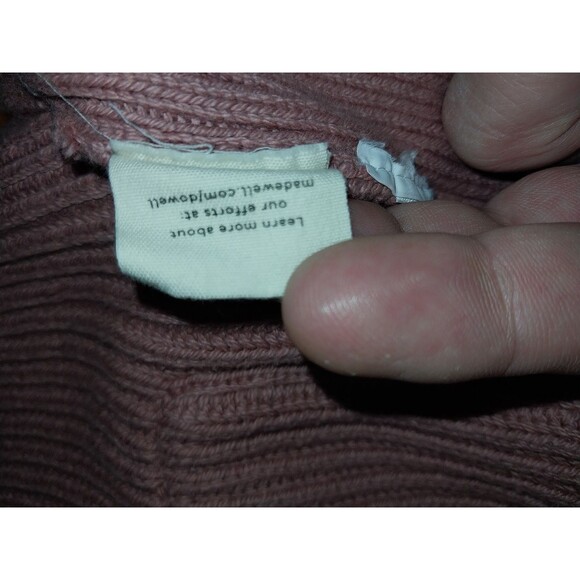 Learn more about
our efforts at:
madewell.com/dowell